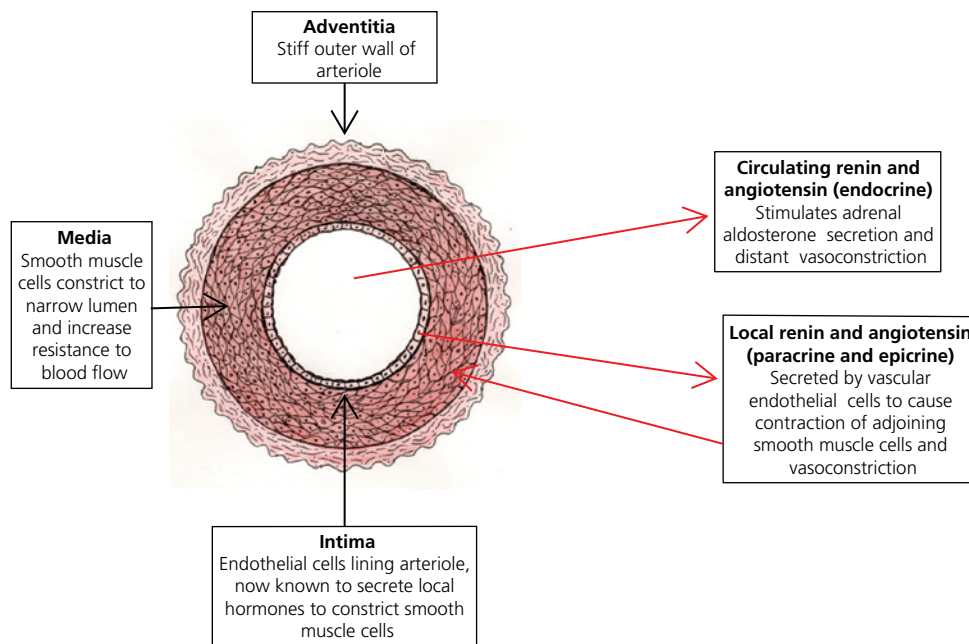 Adventitia
Stiff outer wall of
arteriole
Circulating renin and
angiotensin (endocrine)
Stimulates adrenal
aldosterone secretion and
distant vasoconstriction
Media
Smooth muscle
cells constrict to
narrow lumen
and increase
resistance to
blood flow
Local renin and angiotensin
(paracrine and epicrine)
Secreted by vascular
endothelial cells to cause
contraction of adjoining
smooth muscle cells and
vasoconstriction
Intima
Endothelial cells lining arteriole,
now known to secrete local
hormones to constrict smooth
muscle cells